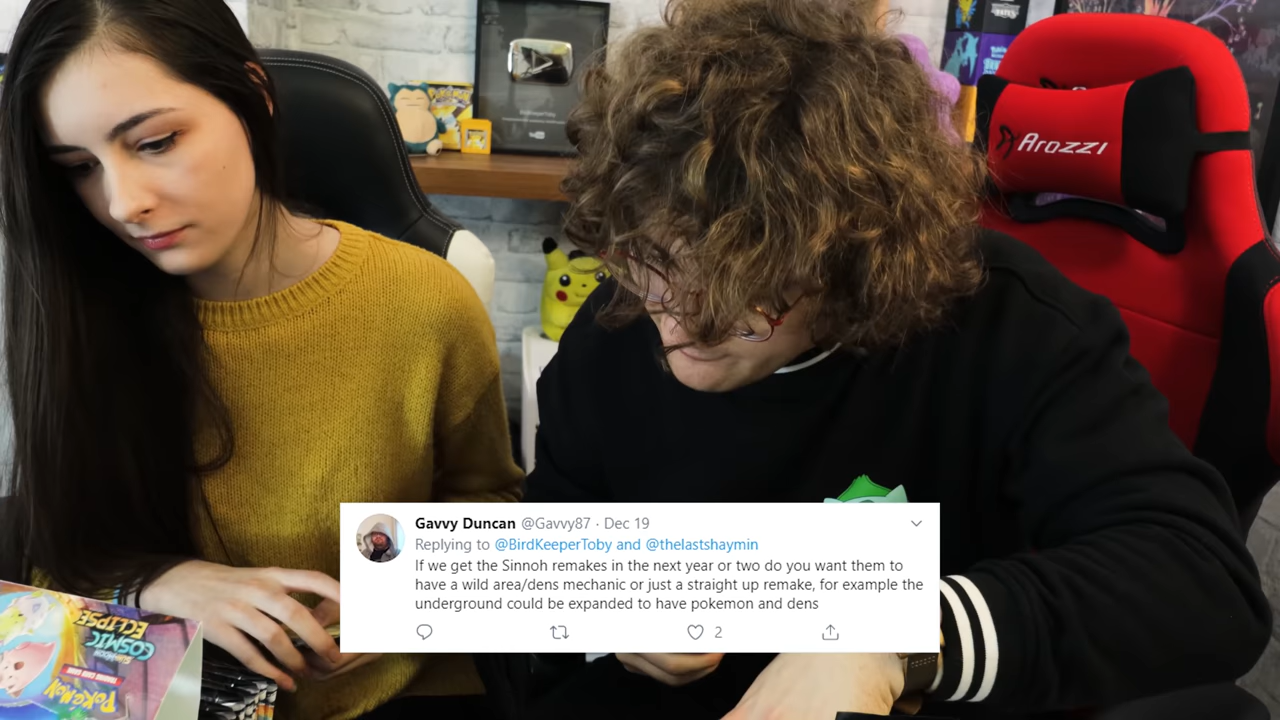 BirdKeeperToby
YouTube
Arozzi
Gavvy Duncan @Gavvy87 · Dec 19
Replying to @BirdKeeperToby and @thelastshaymin
If we get the Sinnoh remakes in the next year or two do you want them to
have a wild area/dens mechanic or just a straight up remake, for example the
underground could be expanded to have pokemon and dens
2
COSMIC
ECLIPSE
POKÉMON